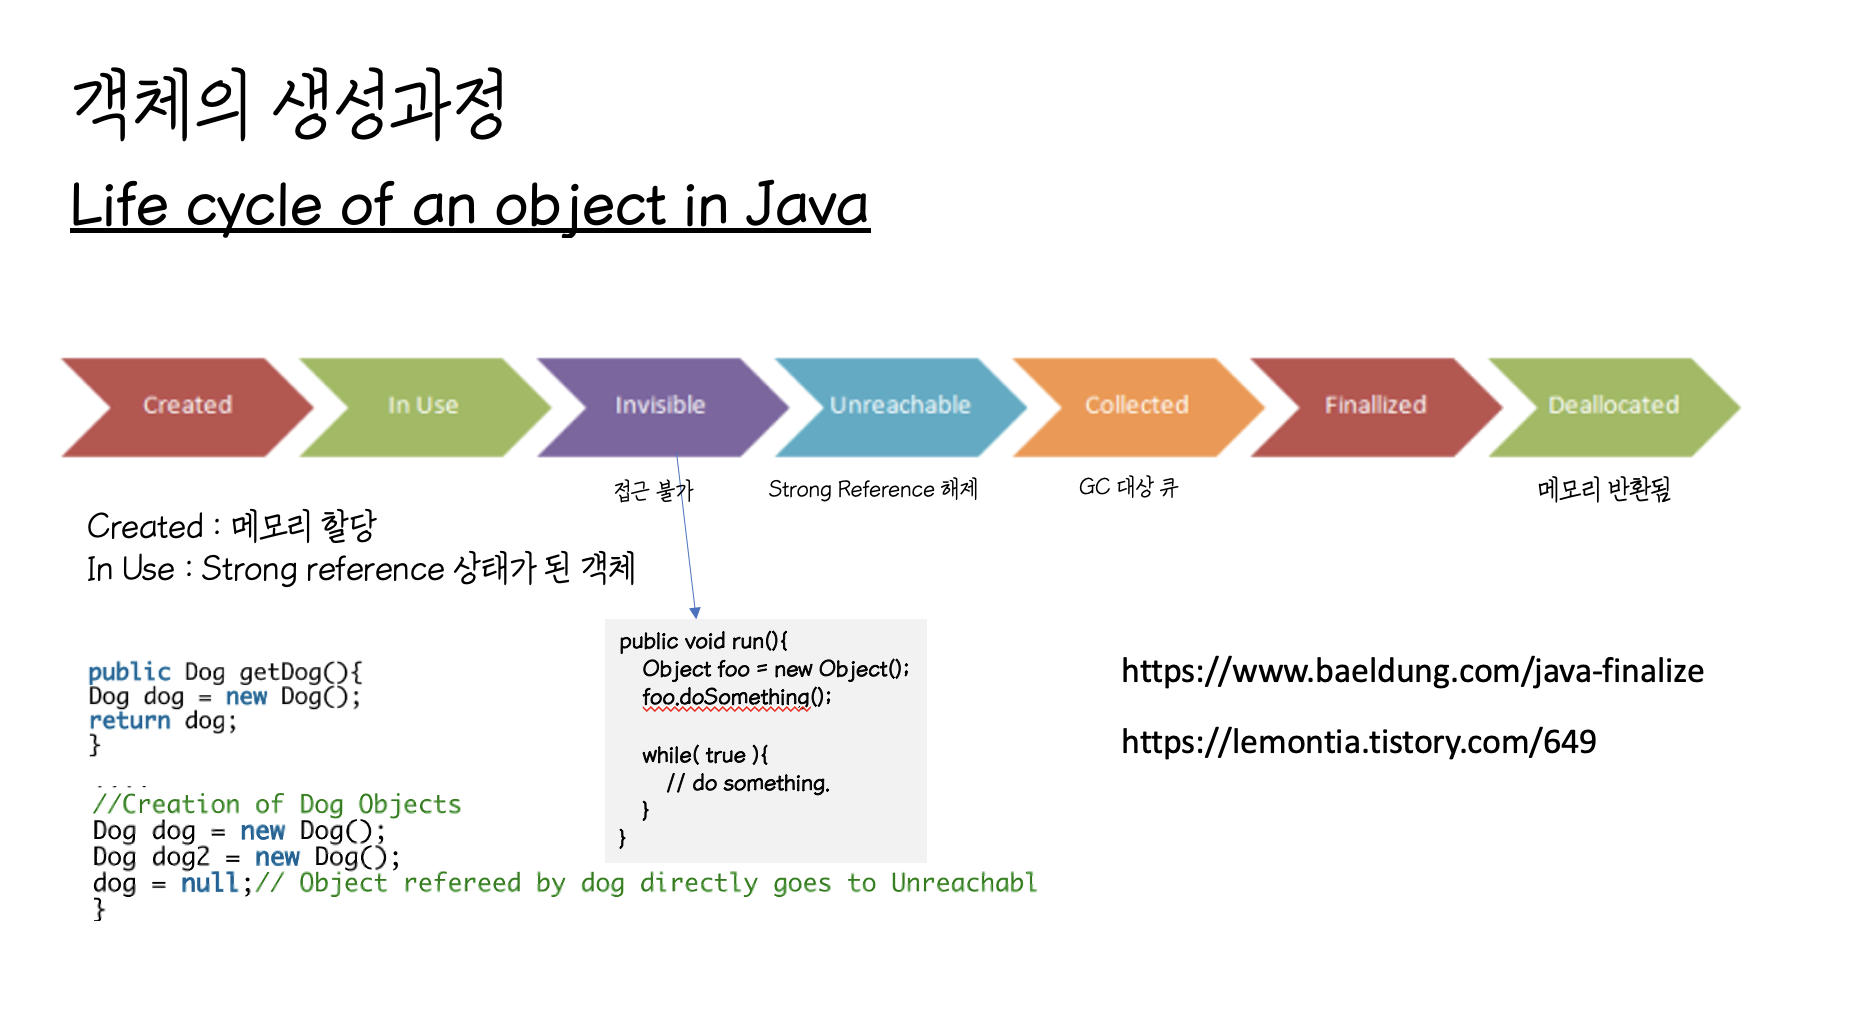 객체의 생성과정
Life cycle of an object in Java
Created
In Use
Invisible
Unreachable
Collected
Finallized
Deallocated
접근 불가
Strong Reference 해제
GC 대상 큐
메모리 반환됨
Created : 메모리 할당
In Use : Strong reference 상태가 된 객체
public Dog getDog(){
Dog dog = new Dog();
return dog;
}
....
//Creation of Dog Objects
Dog dog = new Dog();
Dog dog2 = new Dog();
dog = null;// Object refereed by dog directly goes to Unreachabl
}
public void run(){
Object foo = new Object();
foo.doSomething();
while( true ){
// do something.
}
}
https://www.baeldung.com/java-finalize
https://lemontia.tistory.com/649